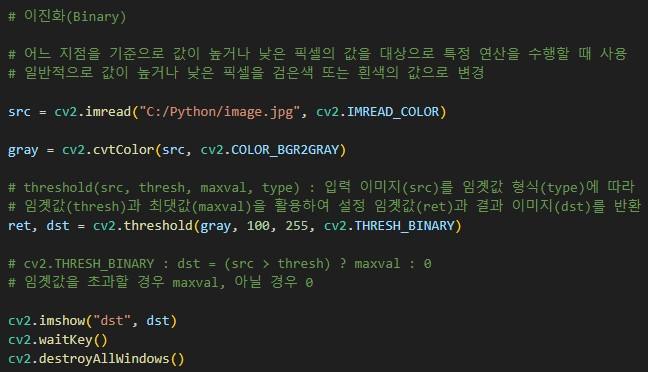 # 이진화(Binary)
# 어느 지점을 기준으로 값이 높거나 낮은 픽셀의 값을 대상으로 특정 연산을 수행할 때 사용
# 일반적으로 값이 높거나 낮은 픽셀을 검은색 또는 흰색의 값으로 변경
src = cv2.imread("C:/Python/image.jpg", cv2.IMREAD_COLOR)
gray = cv2.cvtColor(src, cv2.COLOR_BGR2GRAY)
# threshold(src, thresh, maxval, type) : 입력 이미지(src)를 임곗값 형식(type)에 따라
# 임곗값(thresh)과 최댓값(maxval)을 활용하여 설정 임곗값(ret)과 결과 이미지(dst)를 반환
ret, dst = cv2.threshold(gray, 100, 255, cv2.THRESH_BINARY)
# cv2.THRESH_BINARY : dst = (src > thresh) ? maxval : 0
# 임곗값을 초과할 경우 maxval, 아닐 경우 0
cv2.imshow("dst", dst)
cv2.waitKey()
cv2.destroyAllWindows()